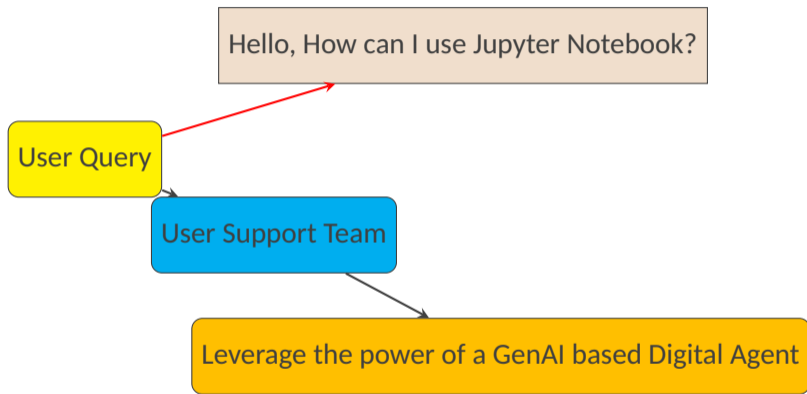 Hello, How can I use Jupyter Notebook?
User Query
User Support Team
Leverage the power of a GenAI based Digital Agent